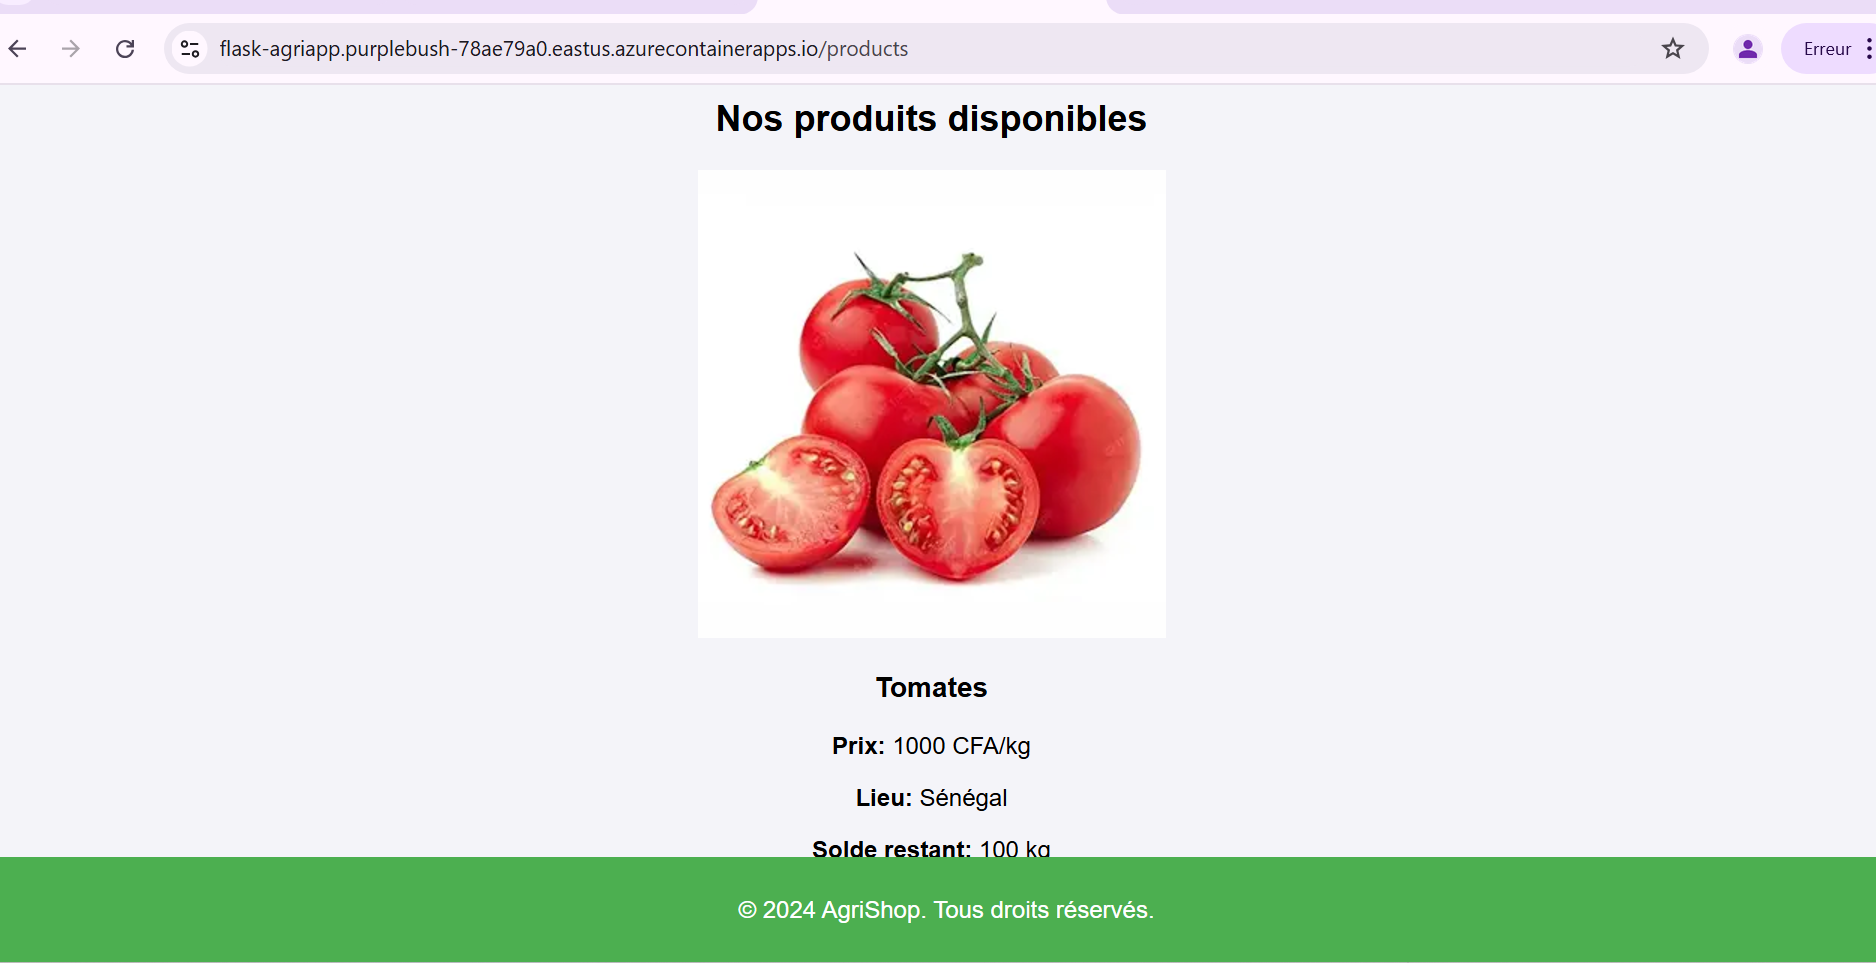 flask-agriapp.purplebush-78ae79a0.eastus.azurecontainerapps.io/products
Erreur
Nos produits disponibles
Tomates
Prix: 1000 CFA/kg
Lieu: Sénégal
Solde restant: 100 kg
© 2024 AgriShop. Tous droits réservés.